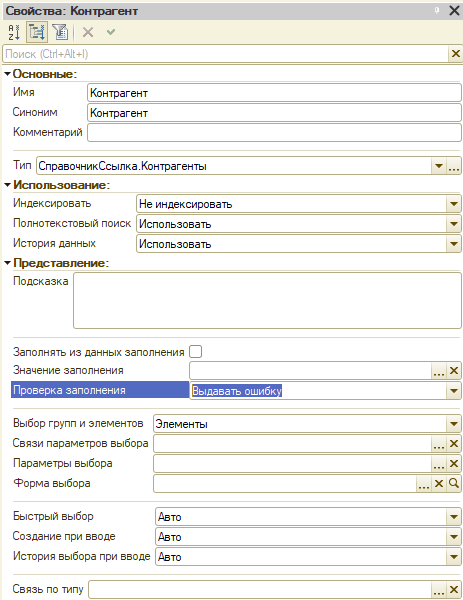 Свойства: Контрагент
Поиск (Ctrl+Alt+I)
Основные:
Имя Контрагент
Синоним Контрагент
Комментарий
Тип СправочникСсылка.Контрагенты
Использование:
Индексировать Не индексировать
Полнотекстовый поиск Использовать
История данных Использовать
Представление:
Подсказка
Заполнять из данных заполнения
Значение заполнения
Проверка заполнения Выдавать ошибку
Выбор групп и элементов Элементы
Связи параметров выбора
Параметры выбора
Форма выбора
Быстрый выбор Авто
Создание при вводе Авто
История выбора при вводе Авто
Связь по типу